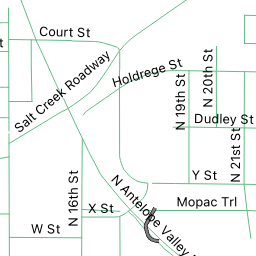 Court St
Salt Creek Roadway
Holdrege St
N 19th St
N 20th St
Dudley St
N 21st St
Y St
N 16th St
N Antelope Valley
Mopac Trl
X St
W St